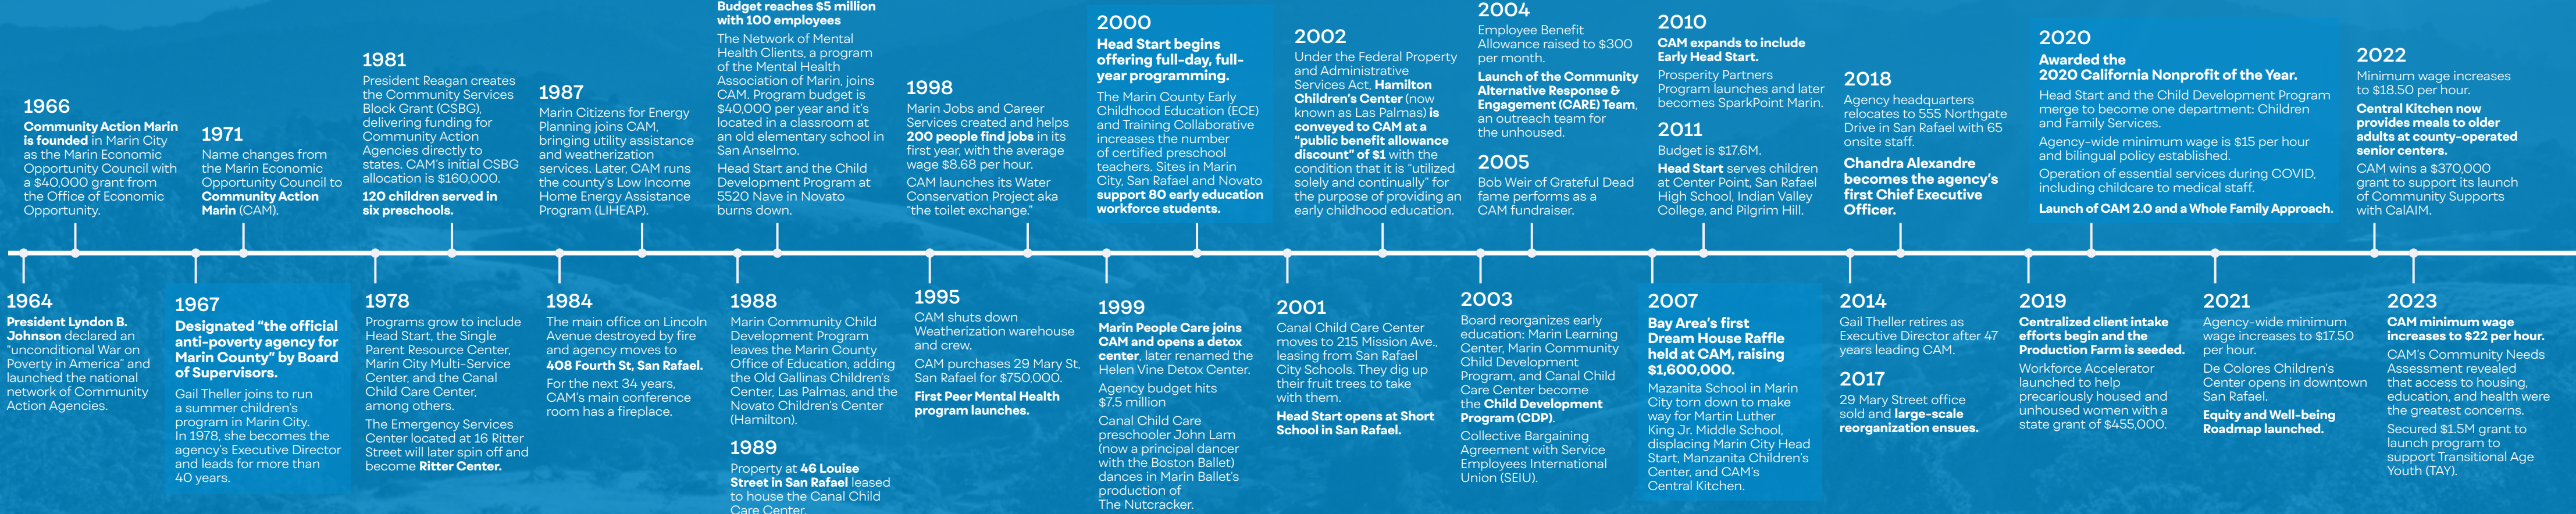 1966
Community Action Marin
is founded in Marin City
as the Marin Economic
Opportunity Council with
a $40,000 grant from
the Office of Economic
Opportunity.
1971
Name changes from
the Marin Economic
Opportunity Council to
Community Action
Marin (CAM).
1981
President Reagan creates
the Community Services
Block Grant (CSBG),
delivering funding for
Community Action
Agencies directly to
states. CAM's initial CSBG
allocation is $160,000.
120 children served in
six preschools.
1987
Marin Citizens for Energy
Planning joins CAM,
bringing utility assistance
and weatherization
services. Later, CAM runs
the county's Low Income
Home Energy Assistance
Program (LIHEAP).
Budget reaches $5 million
with 100 employees
The Network of Mental
Health Clients, a program
of the Mental Health
Association of Marin, joins
CAM. Program budget is
$40,000 per year and it's
located in a classroom at
an old elementary school in
San Anselmo.
Head Start and the Child
Development Program at
5520 Nave in Novato
burns down.
1998
Marin Jobs and Career
Services created and helps
200 people find jobs in its
first year, with the average
wage $8.68 per hour.
CAM launches its Water
Conservation Project aka
"the toilet exchange."
2000
Head Start begins
offering full-day, full-
year programming.
The Marin County Early
Childhood Education (ECE)
and Training Collaborative
increases the number
of certified preschool
teachers. Sites in Marin
City, San Rafael and Novato
support 80 early education
workforce students.
2002
Under the Federal Property
and Administrative
Services Act, Hamilton
Children's Center (now
known as Las Palmas) is
conveyed to CAM at a
"public benefit allowance
discount" of $1 with the
condition that it is "utilized
solely and continually" for
the purpose of providing an
early childhood education.
2004
Employee Benefit
Allowance raised to $300
per month.
Launch of the Community
Alternative Response &
Engagement (CARE) Team,
an outreach team for
the unhoused.
2005
Bob Weir of Grateful Dead
fame performs as a
CAM fundraiser.
2010
CAM expands to include
Early Head Start.
Prosperity Partners
Program launches and later
becomes SparkPoint Marin.
2011
Budget is $17.6M.
Head Start serves children
at Center Point, San Rafael
High School, Indian Valley
College, and Pilgrim Hill.
2018
Agency headquarters
relocates to 555 Northgate
Drive in San Rafael with 65
onsite staff.
Chandra Alexandre
becomes the agency's
first Chief Executive
Officer.
2020
Awarded the
2020 California Nonprofit of the Year.
Head Start and the Child Development Program
merge to become one department: Children
and Family Services.
Agency-wide minimum wage is $15 per hour
and bilingual policy established.
Operation of essential services during COVID,
including childcare to medical staff.
Launch of CAM 2.0 and a Whole Family Approach.
2022
Minimum wage increases
to $18.50 per hour.
Central Kitchen now
provides meals to older
adults at county-operated
senior centers.
CAM wins a $370,000
grant to support its launch
of Community Supports
with CalAIM.
1964
President Lyndon B.
Johnson declared an
"unconditional War on
Poverty in America" and
launched the national
network of Community
Action Agencies.
1967
Designated "the official
anti-poverty agency for
Marin County" by Board
of Supervisors.
Gail Theller joins to run
a summer children's
program in Marin City.
In 1978, she becomes the
agency's Executive Director
and leads for more than
40 years.
1978
Programs grow to include
Head Start, the Single
Parent Resource Center,
Marin City Multi-Service
Center, and the Canal
Child Care Center,
among others.
The Emergency Services
Center located at 16 Ritter
Street will later spin off and
become Ritter Center.
1984
The main office on Lincoln
Avenue destroyed by fire
and agency moves to
408 Fourth St, San Rafael.
For the next 34 years,
CAM's main conference
room has a fireplace.
1988
Marin Community Child
Development Program
leaves the Marin County
Office of Education, adding
the Old Gallinas Children's
Center, Las Palmas, and the
Novato Children's Center
(Hamilton).
1989
Property at 46 Louise
Street in San Rafael leased
to house the Canal Child
Care Center.
1995
CAM shuts down
Weatherization warehouse
and crew.
CAM purchases 29 Mary St,
San Rafael for $750,000.
First Peer Mental Health
program launches.
1999
Marin People Care joins
CAM and opens a detox
center, later renamed the
Helen Vine Detox Center.
Agency budget hits
$7.5 million
Canal Child Care
preschooler John Lam
(now a principal dancer
with the Boston Ballet)
dances in Marin Ballet's
production of
The Nutcracker.
2001
Canal Child Care Center
moves to 215 Mission Ave.,
leasing from San Rafael
City Schools. They dig up
their fruit trees to take
with them.
Head Start opens at Short
School in San Rafael.
2003
Board reorganizes early
education: Marin Learning
Center, Marin Community
Child Development
Program, and Canal Child
Care Center become
the Child Development
Program (CDP).
Collective Bargaining
Agreement with Service
Employees International
Union (SEIU).
2007
Bay Area's first
Dream House Raffle
held at CAM, raising
$1,600,000.
Mazanita School in Marin
City torn down to make
way for Martin Luther
King Jr. Middle School,
displacing Marin City Head
Start, Manzanita Children's
Center, and CAM's
Central Kitchen.
2014
Gail Theller retires as
Executive Director after 47
years leading CAM.
2017
29 Mary Street office
sold and large-scale
reorganization ensues.
2019
Centralized client intake
efforts begin and the
Production Farm is seeded.
Workforce Accelerator
launched to help
precariously housed and
unhoused women with a
state grant of $455,000.
2021
Agency-wide minimum
wage increases to $17.50
per hour.
De Colores Children's
Center opens in downtown
San Rafael.
Equity and Well-being
Roadmap launched.
2023
CAM minimum wage
increases to $22 per hour.
CAM's Community Needs
Assessment revealed
that access to housing,
education, and health were
the greatest concerns.
Secured $1.5M grant to
launch program to
support Transitional Age
Youth (TAY).